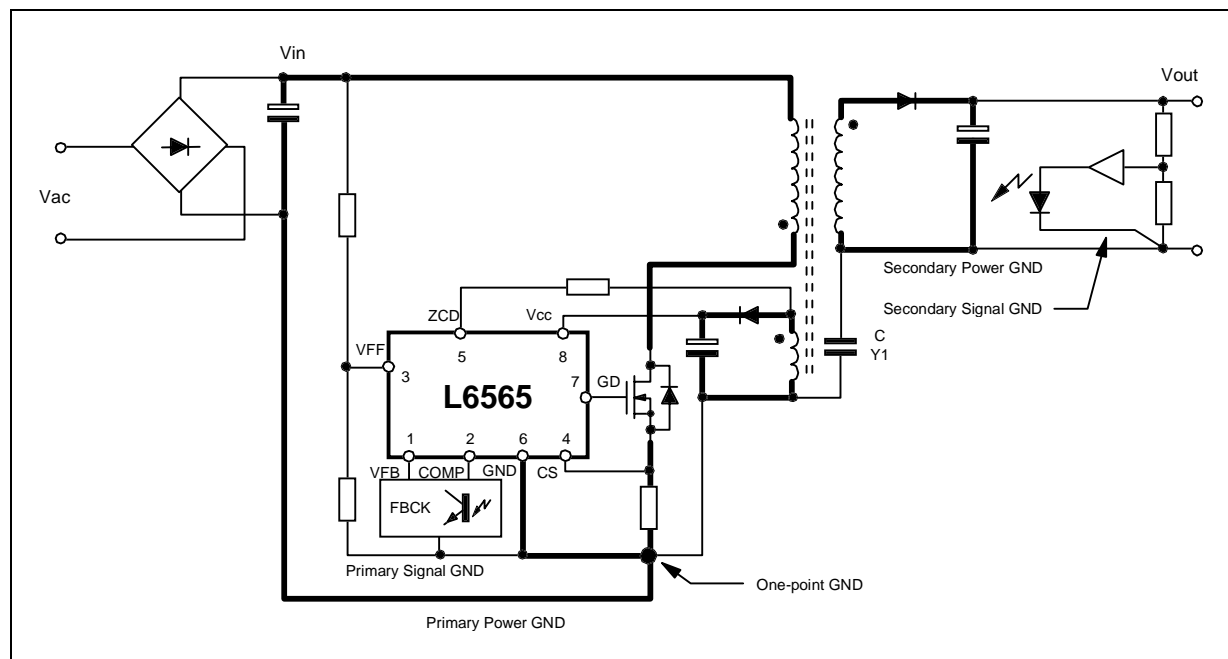 Vin
Vout
Vac
Secondary Power GND
Secondary Signal GND
ZCD
Vcc
C
Y1
VFF
5
8
3
7
GD
L6565
1
2
6
4
VFB
COMP
GND
CS
FBCK
Primary Signal GND
One-point GND
Primary Power GND